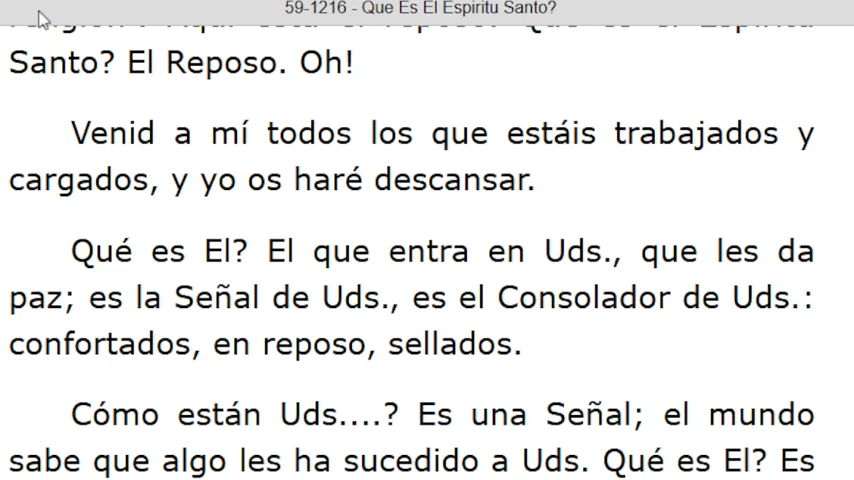 59-1216 - Que Es El Espiritu Santo?
Santo? El Reposo. Oh!
Venid a mí todos los que estáis trabajados y
cargados, y yo os haré descansar.
Qué es El? El que entra en Uds., que les da
paz; es la Señal de Uds., es el Consolador de Uds.:
confortados, en reposo, sellados.
Cómo están Uds....? Es una Señal; el mundo
sabe que algo les ha sucedido a Uds. Qué es El? Es